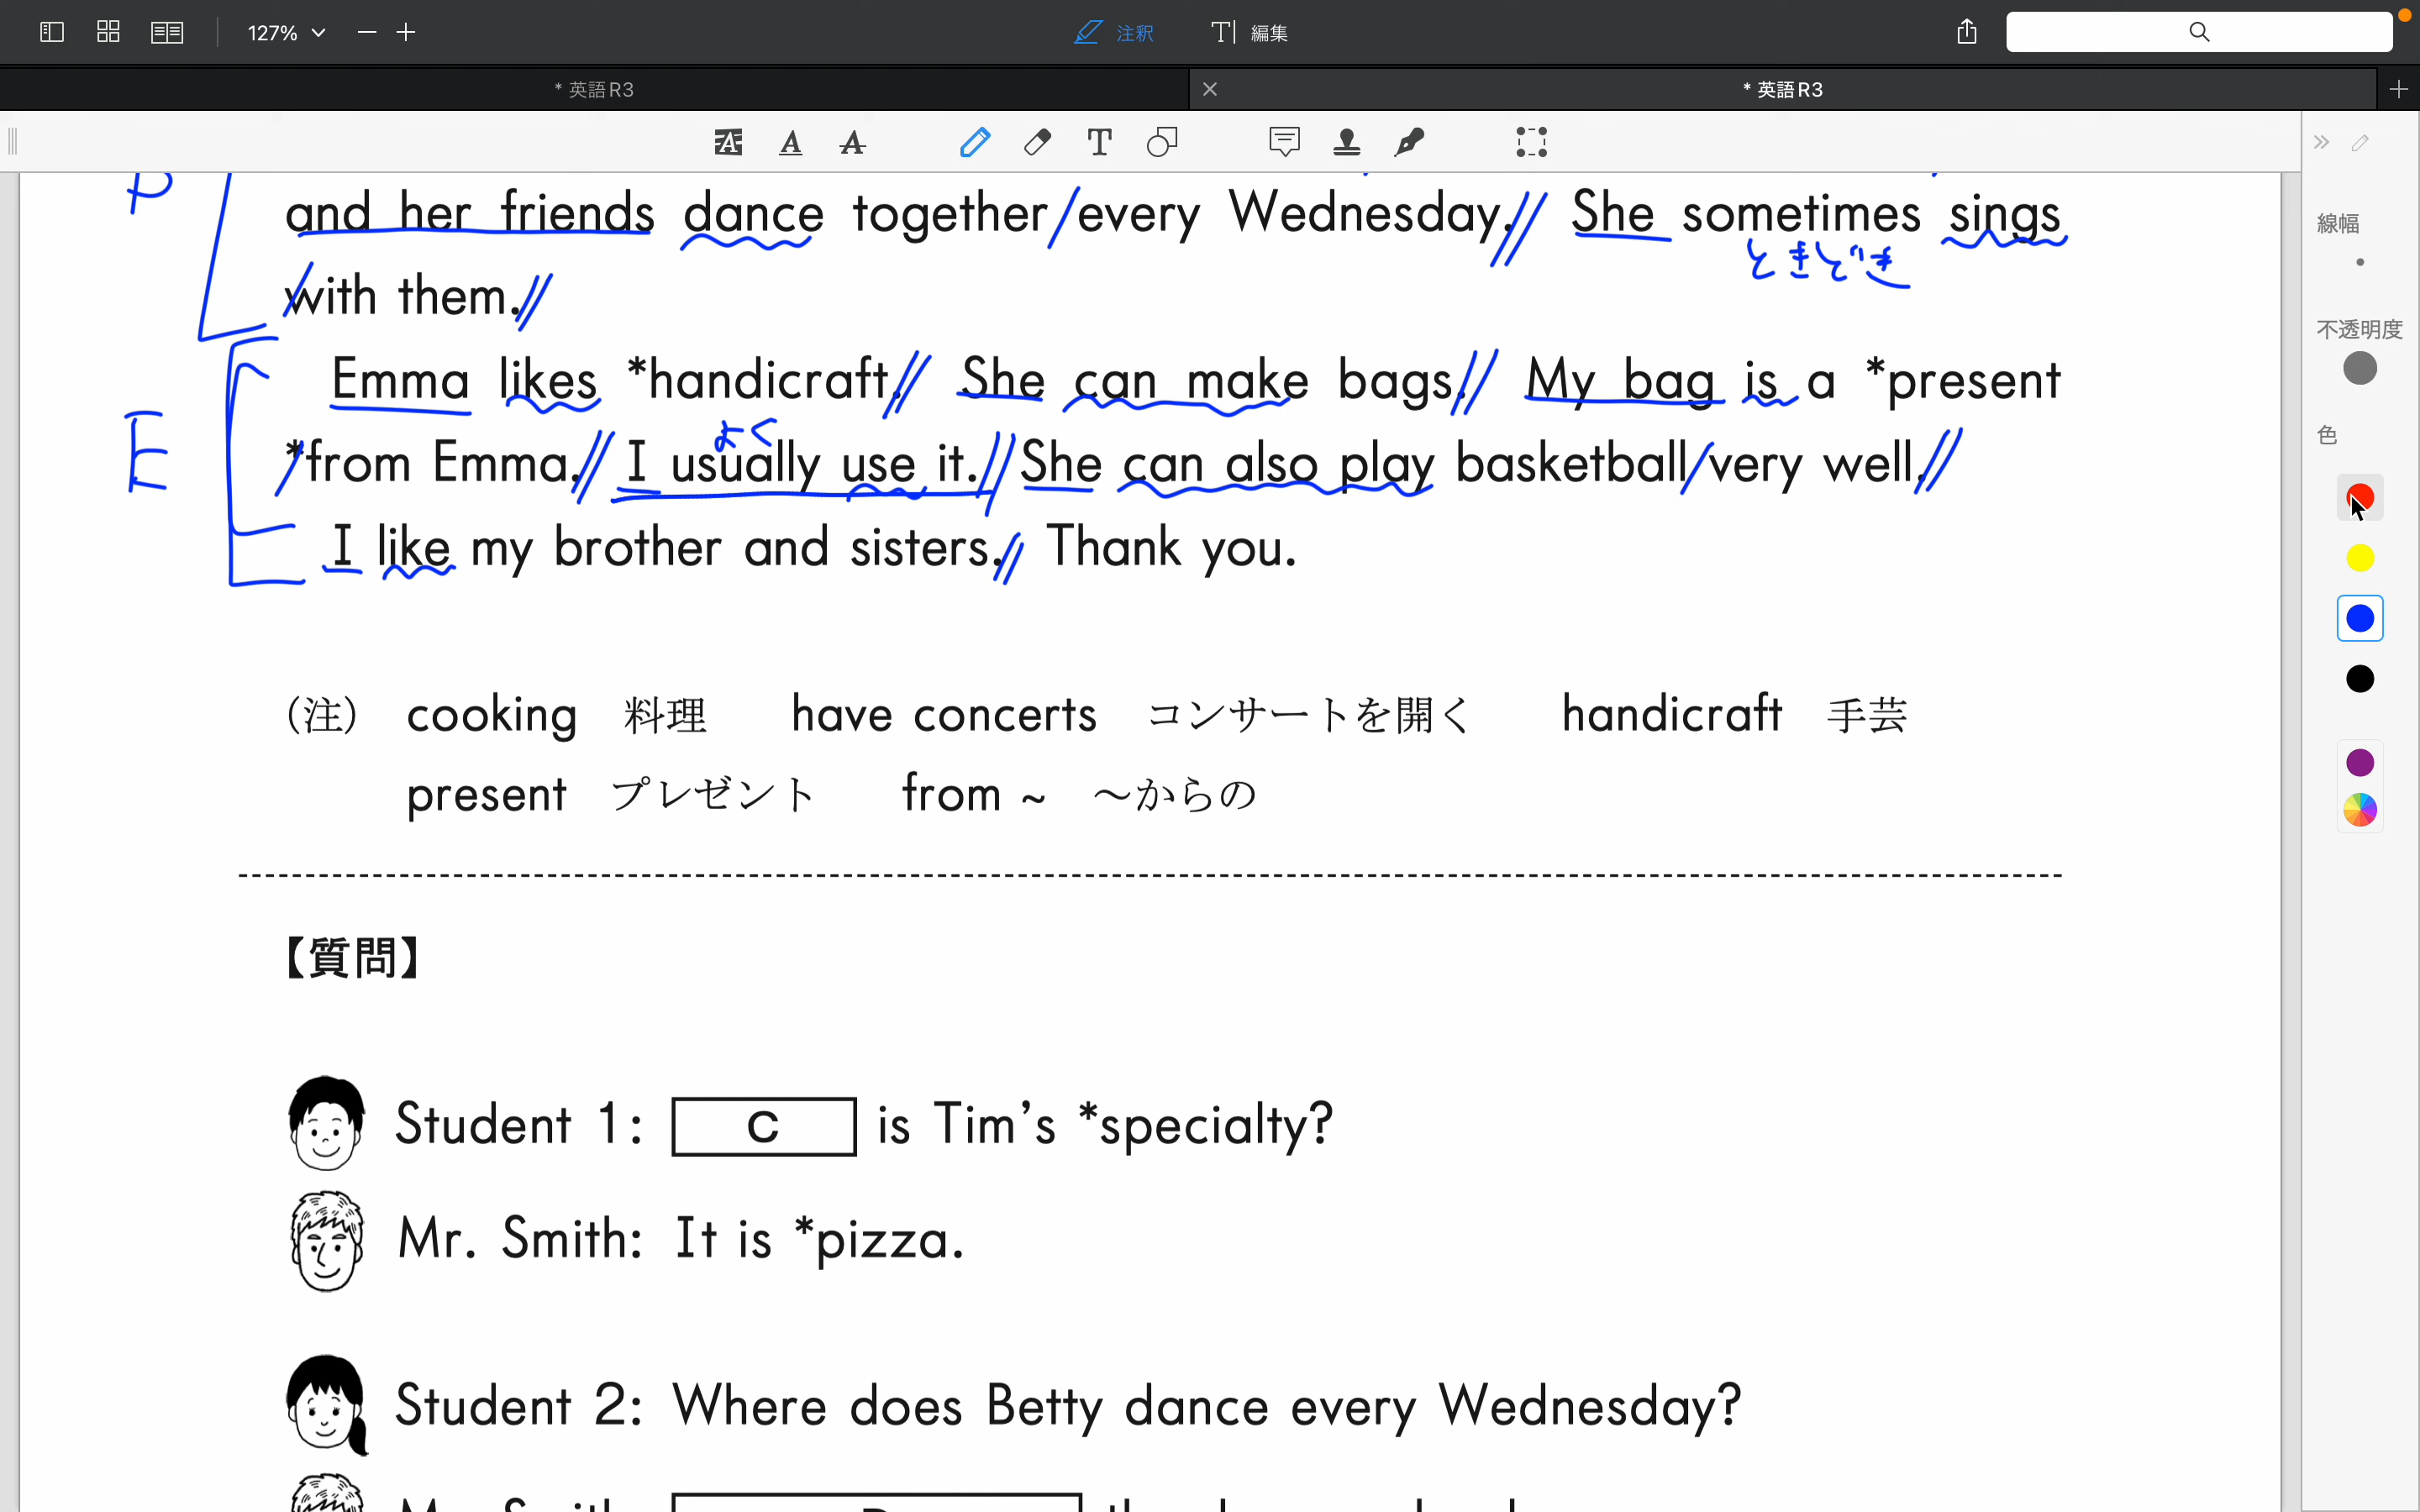 127%
注釈
編集
* 英語R3
* 英語R3
線幅
不透明度
色
and her friends dance together/every Wednesday.// She sometimes sings
ときどき
with them.//
Emma likes *handicraft.// She can make bags.// My bag is a *present
よく
E
*from Emma.// I usually use it.// She can also play basketball/very well.//
I like my brother and sisters.// Thank you.
(注) cooking 料理 have concerts コンサートを開く handicraft 手芸
present プレゼント from ~ ～からの
【質問】
Student 1: C is Tim's *specialty?
Mr. Smith: It is *pizza.
Student 2: Where does Betty dance every Wednesday?